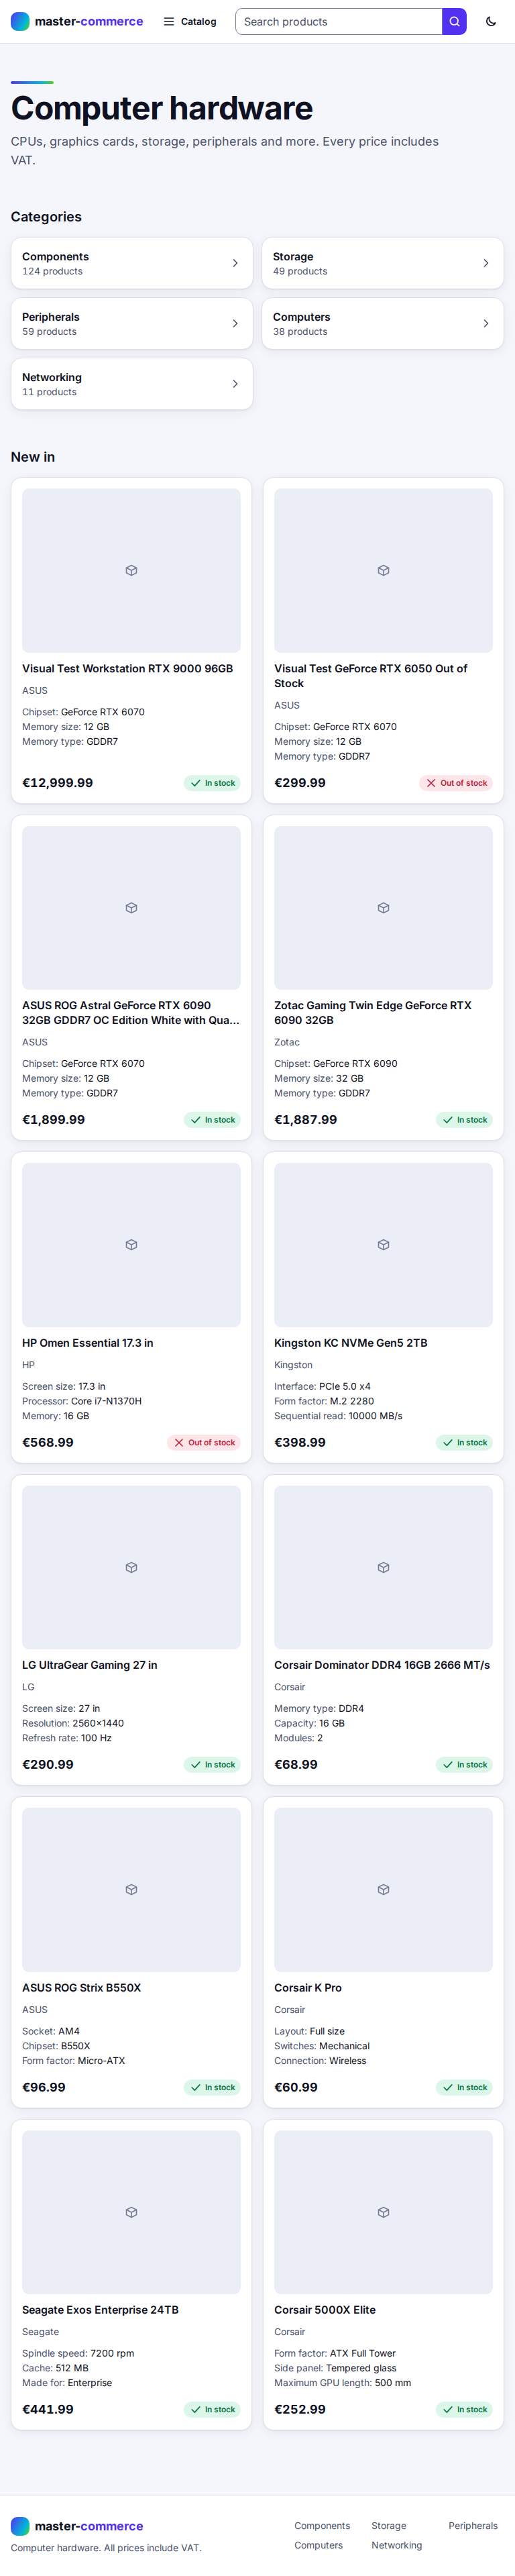 master-commerce
Catalog
Search products
Computer hardware
CPUs, graphics cards, storage, peripherals and more. Every price includes
VAT.
Categories
Components
124 products
Storage
49 products
Peripherals
59 products
Computers
38 products
Networking
11 products
New in
Visual Test Workstation RTX 9000 96GB
ASUS
Chipset: GeForce RTX 6070
Memory size: 12 GB
Memory type: GDDR7
€12,999.99
In stock
Visual Test GeForce RTX 6050 Out of
Stock
ASUS
Chipset: GeForce RTX 6070
Memory size: 12 GB
Memory type: GDDR7
€299.99
Out of stock
ASUS ROG Astral GeForce RTX 6090
32GB GDDR7 OC Edition White with Qua...
ASUS
Chipset: GeForce RTX 6070
Memory size: 12 GB
Memory type: GDDR7
€1,899.99
In stock
Zotac Gaming Twin Edge GeForce RTX
6090 32GB
Zotac
Chipset: GeForce RTX 6090
Memory size: 32 GB
Memory type: GDDR7
€1,887.99
In stock
HP Omen Essential 17.3 in
HP
Screen size: 17.3 in
Processor: Core i7-N1370H
Memory: 16 GB
€568.99
Out of stock
Kingston KC NVMe Gen5 2TB
Kingston
Interface: PCIe 5.0 x4
Form factor: M.2 2280
Sequential read: 10000 MB/s
€398.99
In stock
LG UltraGear Gaming 27 in
LG
Screen size: 27 in
Resolution: 2560×1440
Refresh rate: 100 Hz
€290.99
In stock
Corsair Dominator DDR4 16GB 2666 MT/s
Corsair
Memory type: DDR4
Capacity: 16 GB
Modules: 2
€68.99
In stock
ASUS ROG Strix B550X
ASUS
Socket: AM4
Chipset: B550X
Form factor: Micro-ATX
€96.99
In stock
Corsair K Pro
Corsair
Layout: Full size
Switches: Mechanical
Connection: Wireless
€60.99
In stock
Seagate Exos Enterprise 24TB
Seagate
Spindle speed: 7200 rpm
Cache: 512 MB
Made for: Enterprise
€441.99
In stock
Corsair 5000X Elite
Corsair
Form factor: ATX Full Tower
Side panel: Tempered glass
Maximum GPU length: 500 mm
€252.99
In stock
master-commerce
Computer hardware. All prices include VAT.
Components
Storage
Peripherals
Computers
Networking